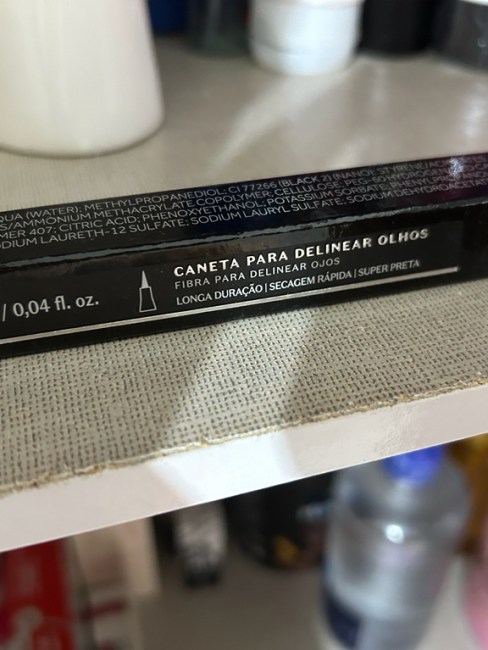 QUA (WATER); METHYLPROPANEDIOL; CI 77266 (BLACK 2) (NANO);
S/AMMONIUM METHACRYLATE COPOLYMER; CELLULOSE;
MER 407; CITRIC ACID; PHENOXYETHANOL; POTASSIUM SORBATE;
DIUM LAURETH-12 SULFATE; SODIUM LAURYL SULFATE; SODIUM
/ 0,04 fl. oz.
CANETA PARA DELINEAR OLHOS
FIBRA PARA DELINEAR OJOS
LONGA DURAÇÃO | SECAGEM RÁPIDA | SUPER PRETA